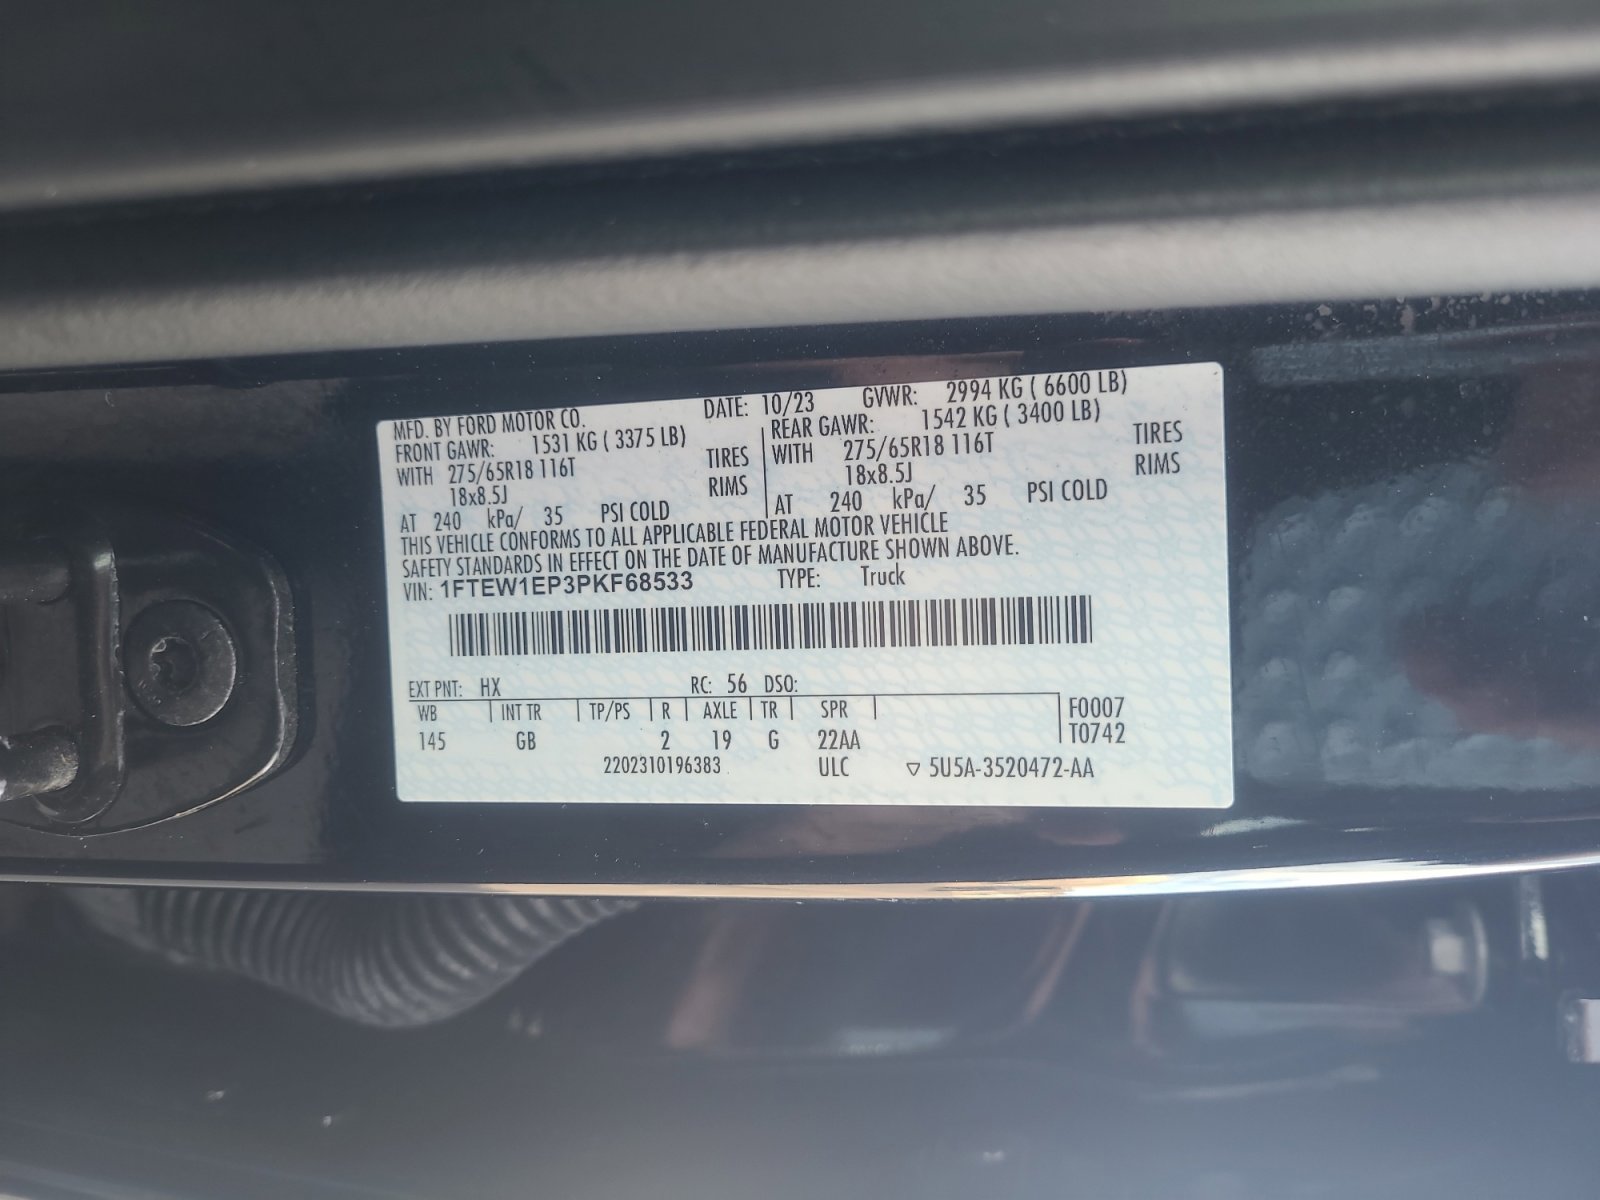 MFD. BY FORD MOTOR CO. DATE: 10/23 GVWR: 2994 KG ( 6600 LB)
FRONT GAWR: 1531 KG ( 3375 LB) REAR GAWR: 1542 KG ( 3400 LB)
WITH 275/65R18 116T TIRES WITH 275/65R18 116T TIRES
18x8.5J RIMS 18x8.5J RIMS
AT 240 kPa/ 35 PSI COLD AT 240 kPa/ 35 PSI COLD
THIS VEHICLE CONFORMS TO ALL APPLICABLE FEDERAL MOTOR VEHICLE
SAFETY STANDARDS IN EFFECT ON THE DATE OF MANUFACTURE SHOWN ABOVE.
VIN: 1FTEW1EP3PKF68533 TYPE: Truck
EXT PNT: HX RC: 56 DSO:
WB INT TR TP/PS R AXLE TR SPR F0007
145 GB 2 19 G 22AA T0742
2202310196383 ULC ▽ 5U5A-3520472-AA